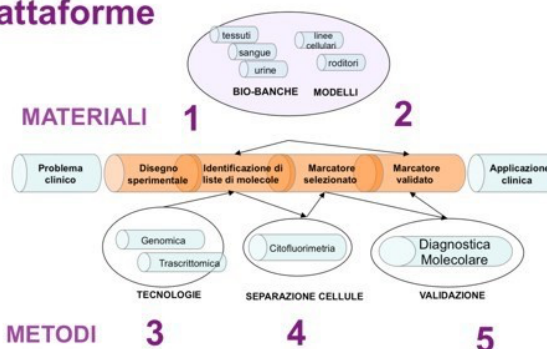 attaforme
tessuti
sangue
urine
linee
cellulari
roditori
BIO-BANCHE MODELLI
MATERIALI 1 2
Problema
clinico
Disegno
sperimentale
Identificazione di
liste di molecole
Marcatore
selezionato
Marcatore
validato
Applicazione
clinica
Genomica
Trascrittomica
Citofluorimetria
Diagnostica
Molecolare
TECNOLOGIE SEPARAZIONE CELLULE VALIDAZIONE
METODI 3 4 5